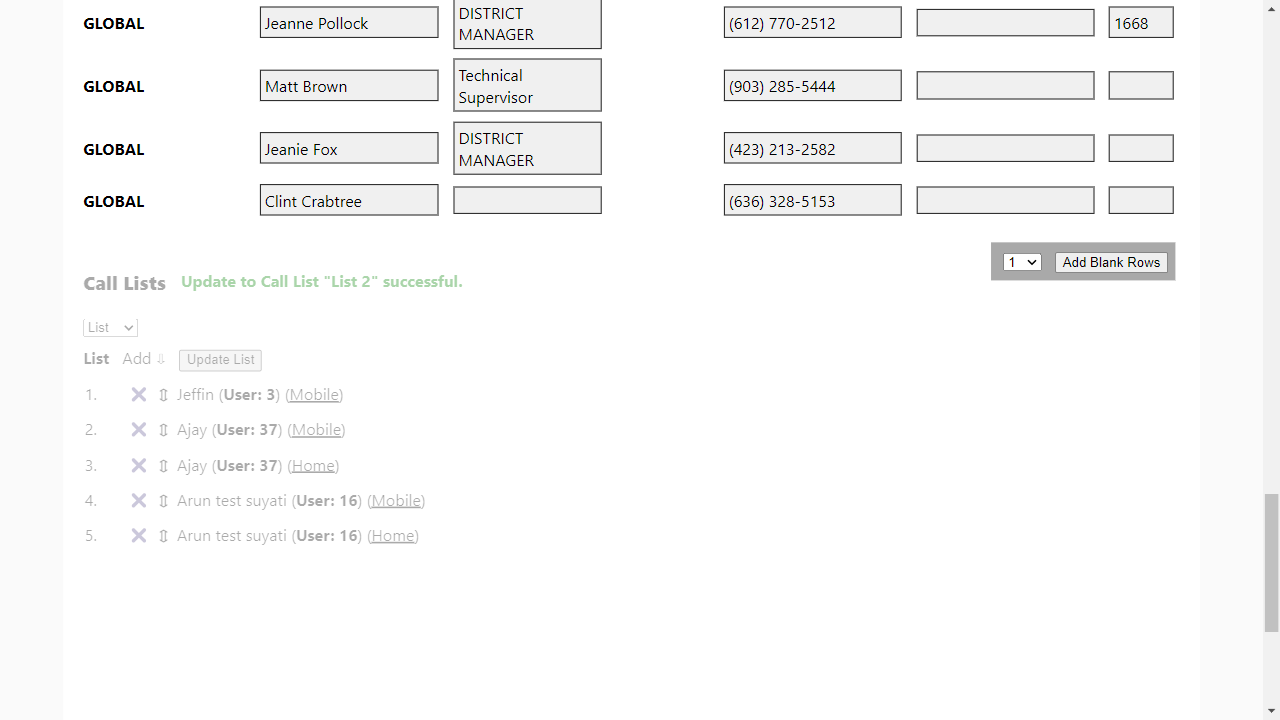 GLOBAL Jeanne Pollock DISTRICT MANAGER (612) 770-2512 1668
GLOBAL Matt Brown Technical Supervisor (903) 285-5444
GLOBAL Jeanie Fox DISTRICT MANAGER (423) 213-2582
GLOBAL Clint Crabtree (636) 328-5153
1 Add Blank Rows
Call Lists Update to Call List "List 2" successful.
List
List Add ⇩ Update List
1. ✕ ⇕ Jeffin (User: 3) (Mobile)
2. ✕ ⇕ Ajay (User: 37) (Mobile)
3. ✕ ⇕ Ajay (User: 37) (Home)
4. ✕ ⇕ Arun test suyati (User: 16) (Mobile)
5. ✕ ⇕ Arun test suyati (User: 16) (Home)